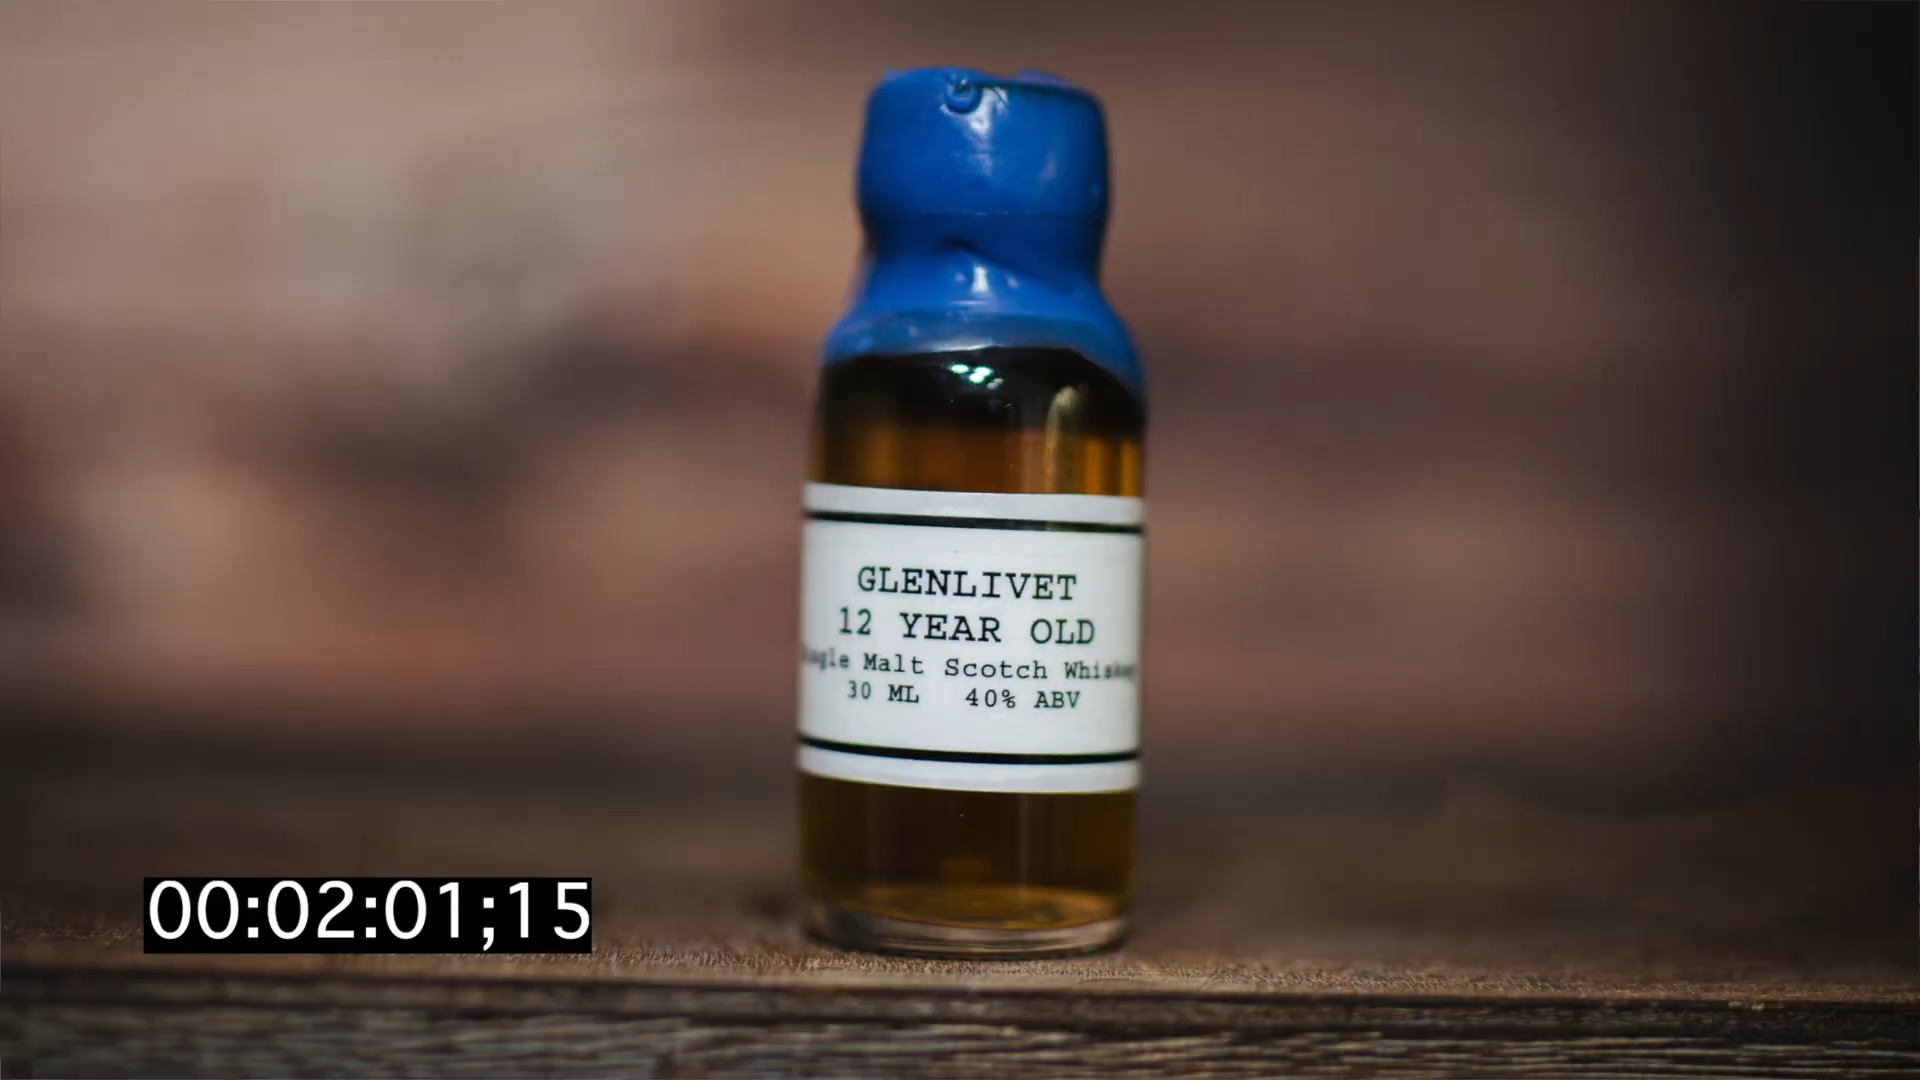 GLENLIVET
12 YEAR OLD
Malt Scotch
30 ML 40% ABV
00:02:01;15